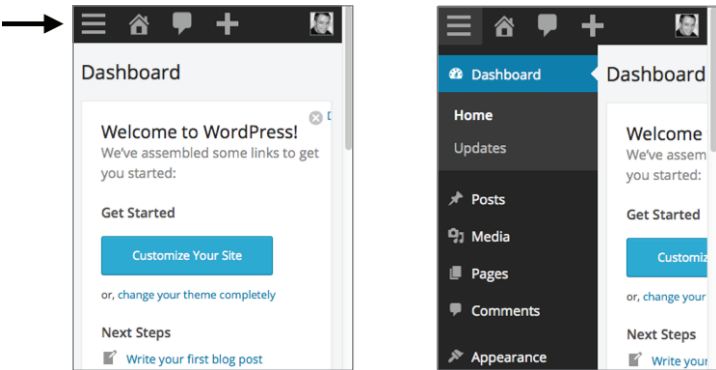 Dashboard
Welcome to WordPress!
We've assembled some links to get
you started:
Get Started
Customize Your Site
or, change your theme completely
Next Steps
Write your first blog post
Dashboard
Home
Updates
Posts
Media
Pages
Comments
Appearance
Dashboard
Welcome
We've assem
you started:
Get Started
Customiz
or, change your
Next Steps
Write your